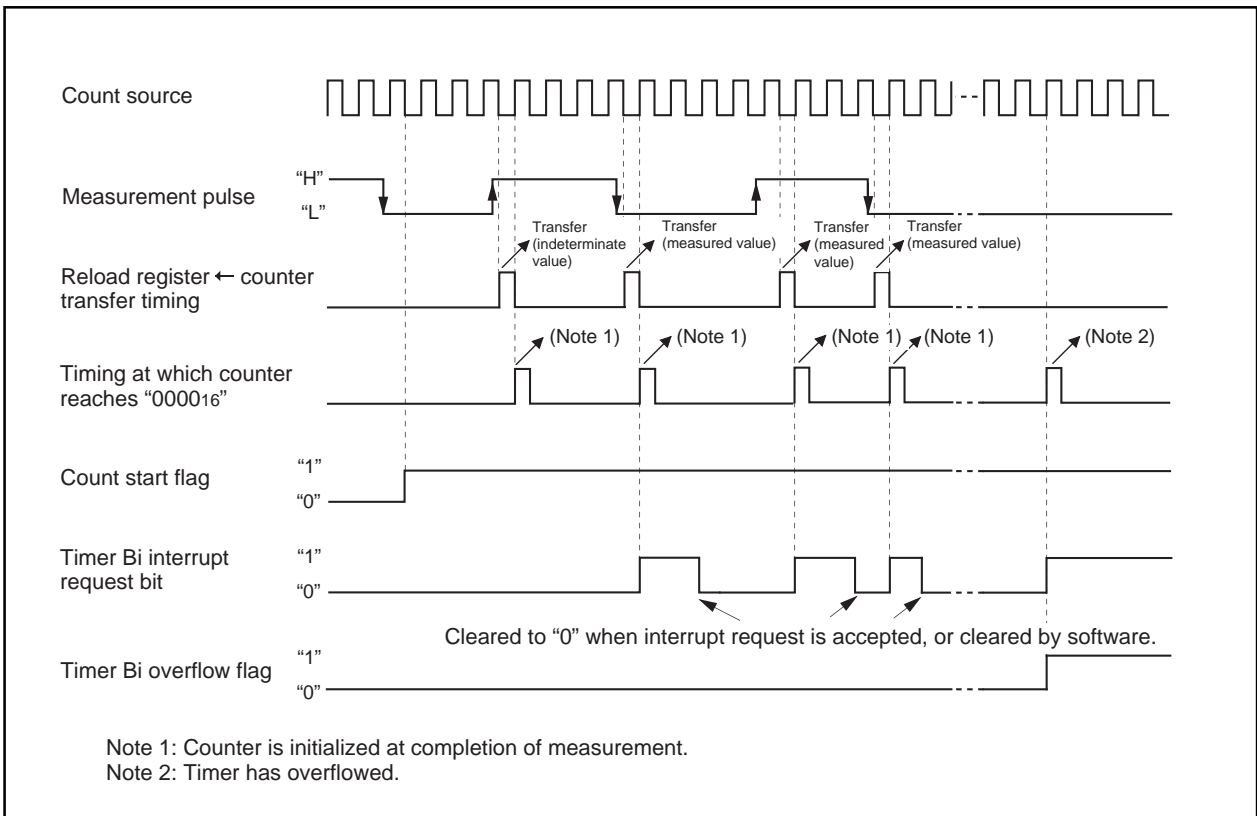 Count source
Measurement pulse
“H”
“L”
Transfer
(indeterminate
value)
Transfer
(measured value)
Transfer
(measured
value)
Transfer
(measured value)
Reload register ← counter
transfer timing
(Note 1)
(Note 1)
(Note 1)
(Note 1)
(Note 2)
Timing at which counter
reaches “000016”
Count start flag
“1”
“0”
Timer Bi interrupt
request bit
“1”
“0”
Cleared to “0” when interrupt request is accepted, or cleared by software.
Timer Bi overflow flag
“1”
“0”
Note 1: Counter is initialized at completion of measurement.
Note 2: Timer has overflowed.